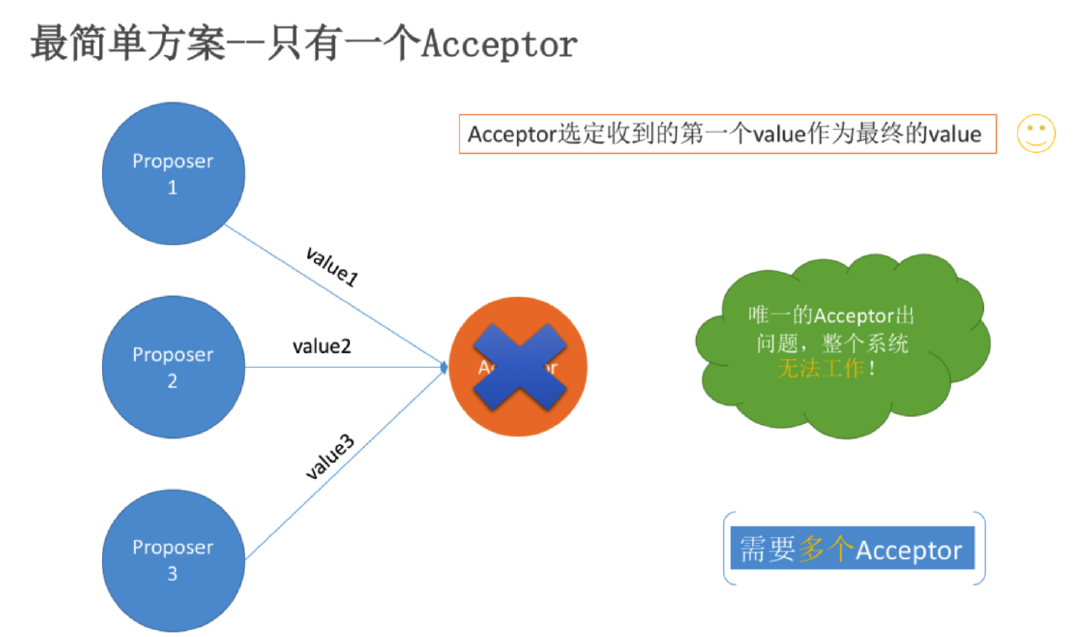 最简单方案--只有一个Acceptor
Acceptor选定收到的第一个value作为最终的value
Proposer
1
value1
Proposer
2
value2
Proposer
3
value3
唯一的Acceptor出
问题，整个系统
无法工作！
需要多个Acceptor